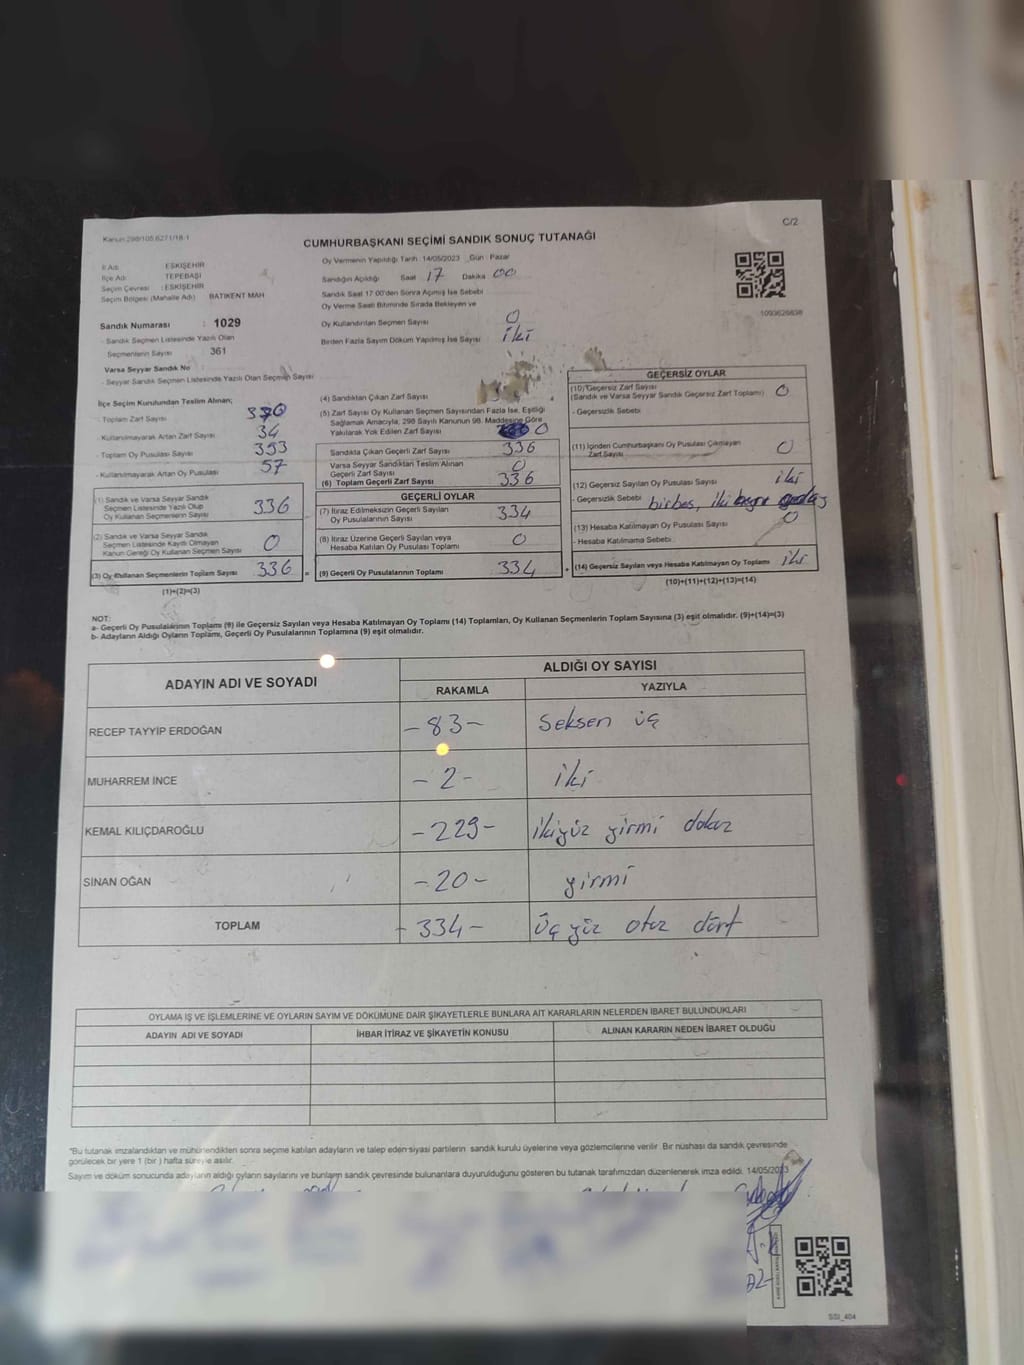 Kanun:298/105.6271/18-1
C/2
CUMHURBAŞKANI SEÇİMİ SANDIK SONUÇ TUTANAĞI
İl Adı: ESKİŞEHİR
İlçe Adı: TEPEBAŞI
Seçim Çevresi : ESKİŞEHİR
Seçim Bölgesi (Mahalle Adı) BATIKENT MAH
Sandık Numarası : 1029
- Sandık Seçmen Listesinde Yazılı Olan
Seçmenlerin Sayısı 361
Varsa Seyyar Sandık No
- Seyyar Sandık Seçmen Listesinde Yazılı Olan Seçmen Sayısı
Oy Vermenin Yapıldığı Tarih: 14/05/2023 Gün : Pazar
Sandığın Açıldığı Saat 17 Dakika 00
Sandık Saat 17:00'den Sonra Açılmış İse Sebebi
Oy Verme Saati Bitiminde Sırada Bekleyen ve
Oy Kullandırılan Seçmen Sayısı 0
Birden Fazla Sayım Döküm Yapılmış İse Sayısı iki
1093626838
İlçe Seçim Kurulundan Teslim Alınan;
- Toplam Zarf Sayısı 370
- Kullanılmayarak Artan Zarf Sayısı 34
- Toplam Oy Pusulası Sayısı 393
- Kullanılmayarak Artan Oy Pusulası 57
(1) Sandık ve Varsa Seyyar Sandık
Seçmen Listesinde Yazılı Olup
Oy Kullanan Seçmenlerin Sayısı 336
(2) Sandık ve Varsa Seyyar Sandık
Seçmen Listesinde Kayıtlı Olmayan
Kanun Gereği Oy Kullanan Seçmen Sayısı 0
(3) Oy Kullanan Seçmenlerin Toplam Sayısı 336
(1)+(2)=(3)
(4) Sandıktan Çıkan Zarf Sayısı
(5) Zarf Sayısı Oy Kullanan Seçmen Sayısından Fazla İse, Eşitliği
Sağlamak Amacıyla; 298 Sayılı Kanunun 98. Maddesine Göre
Yakılarak Yok Edilen Zarf Sayısı 0
Sandıkta Çıkan Geçerli Zarf Sayısı 336
Varsa Seyyar Sandıktan Teslim Alınan
Geçerli Zarf Sayısı 0
(6) Toplam Geçerli Zarf Sayısı 336
GEÇERLİ OYLAR
(7) İtiraz Edilmeksizin Geçerli Sayılan
Oy Pusulalarının Sayısı 334
(8) İtiraz Üzerine Geçerli Sayılan veya
Hesaba Katılan Oy Pusulası Toplamı 0
= (9) Geçerli Oy Pusulalarının Toplamı 334
GEÇERSİZ OYLAR
(10) Geçersiz Zarf Sayısı
(Sandık ve Varsa Seyyar Sandık Geçersiz Zarf Toplamı) 0
- Geçersizlik Sebebi
(11) İçinden Cumhurbaşkanı Oy Pusulası Çıkmayan
Zarf Sayısı 0
(12) Geçersiz Sayılan Oy Pusulası Sayısı iki
- Geçersizlik Sebebi
(13) Hesaba Katılmayan Oy Pusulası Sayısı 0
- Hesaba Katılmama Sebebi
+ (14) Geçersiz Sayılan veya Hesaba Katılmayan Oy Toplamı iki
(10)+(11)+(12)+(13)=(14)
NOT:
a- Geçerli Oy Pusulalarının Toplamı (9) ile Geçersiz Sayılan veya Hesaba Katılmayan Oy Toplamı (14) Toplamları, Oy Kullanan Seçmenlerin Toplam Sayısına (3) eşit olmalıdır. (9)+(14)=(3)
b- Adayların Aldığı Oyların Toplamı, Geçerli Oy Pusulalarının Toplamına (9) eşit olmalıdır.
ADAYIN ADI VE SOYADI
ALDIĞI OY SAYISI
RAKAMLA YAZIYLA
RECEP TAYYİP ERDOĞAN -83- seksen üç
MUHARREM İNCE -2- iki
KEMAL KILIÇDAROĞLU -229- ikiyüz yirmi dokuz
SİNAN OĞAN -20- yirmi
TOPLAM -334- üç yüz otuz dört
OYLAMA İŞ VE İŞLEMLERİNE VE OYLARIN SAYIM VE DÖKÜMÜNE DAİR ŞİKAYETLERLE BUNLARA AİT KARARLARIN NELERDEN İBARET BULUNDUKLARI
ADAYIN ADI VE SOYADI İHBAR İTİRAZ VE ŞİKAYETİN KONUSU ALINAN KARARIN NEDEN İBARET OLDUĞU
*Bu tutanak imzalandıktan ve mühürlendikten sonra seçime katılan adayların ve talep eden siyasi partilerin sandık kurulu üyelerine veya gözlemcilerine verilir. Bir nüshası da sandık çevresinde
görülecek bir yere 1 (bir ) hafta süreyle asılır.
Sayım ve döküm sonucunda adayların aldığı oyların sayılarını ve bunların sandık çevresinde bulunanlara duyurulduğunu gösteren bu tutanak tarafımızdan düzenlenerek imza edildi. 14/05/2023
SSI_404